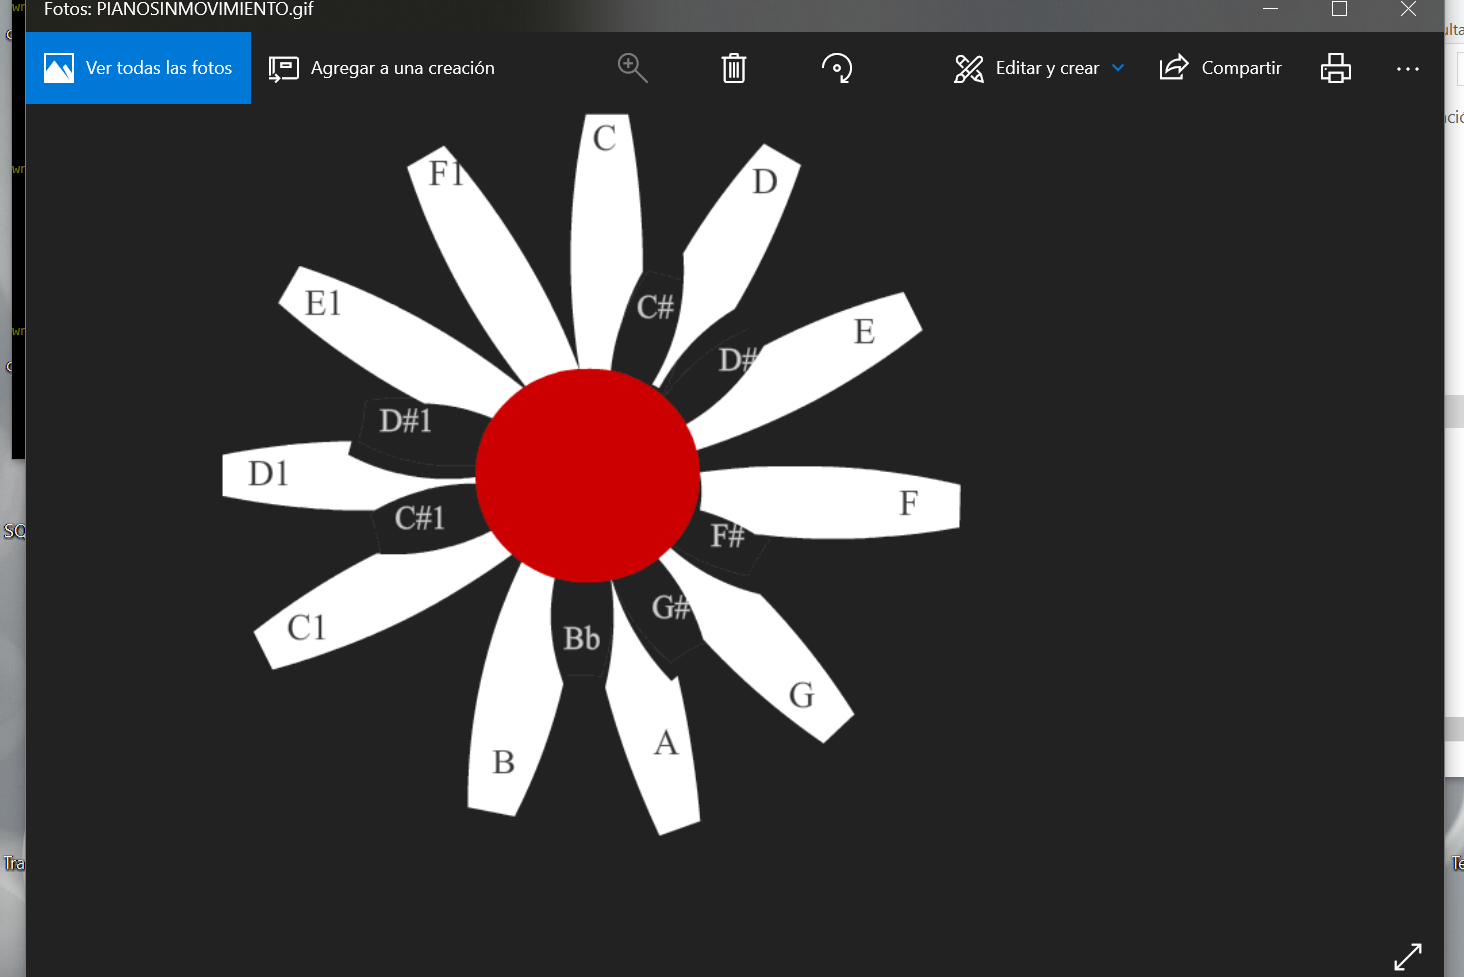 Fotos: PIANOSINMOVIMIENTO.gif
Ver todas las fotos
Agregar a una creación
Editar y crear
Compartir
C
F1
D
E1
C#
E
D#
D#1
D1
F
C#1
F#
G#
C1
Bb
G
A
B